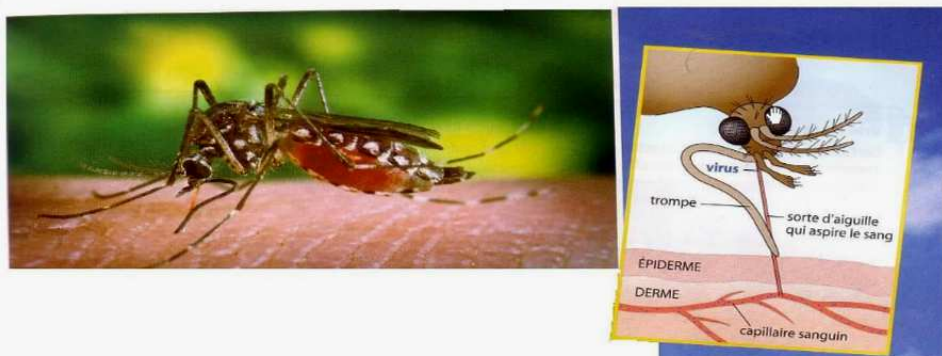 virus
trompe
sorte d'aiguille
qui aspire le sang
ÉPIDERME
DERME
capillaire sanguin